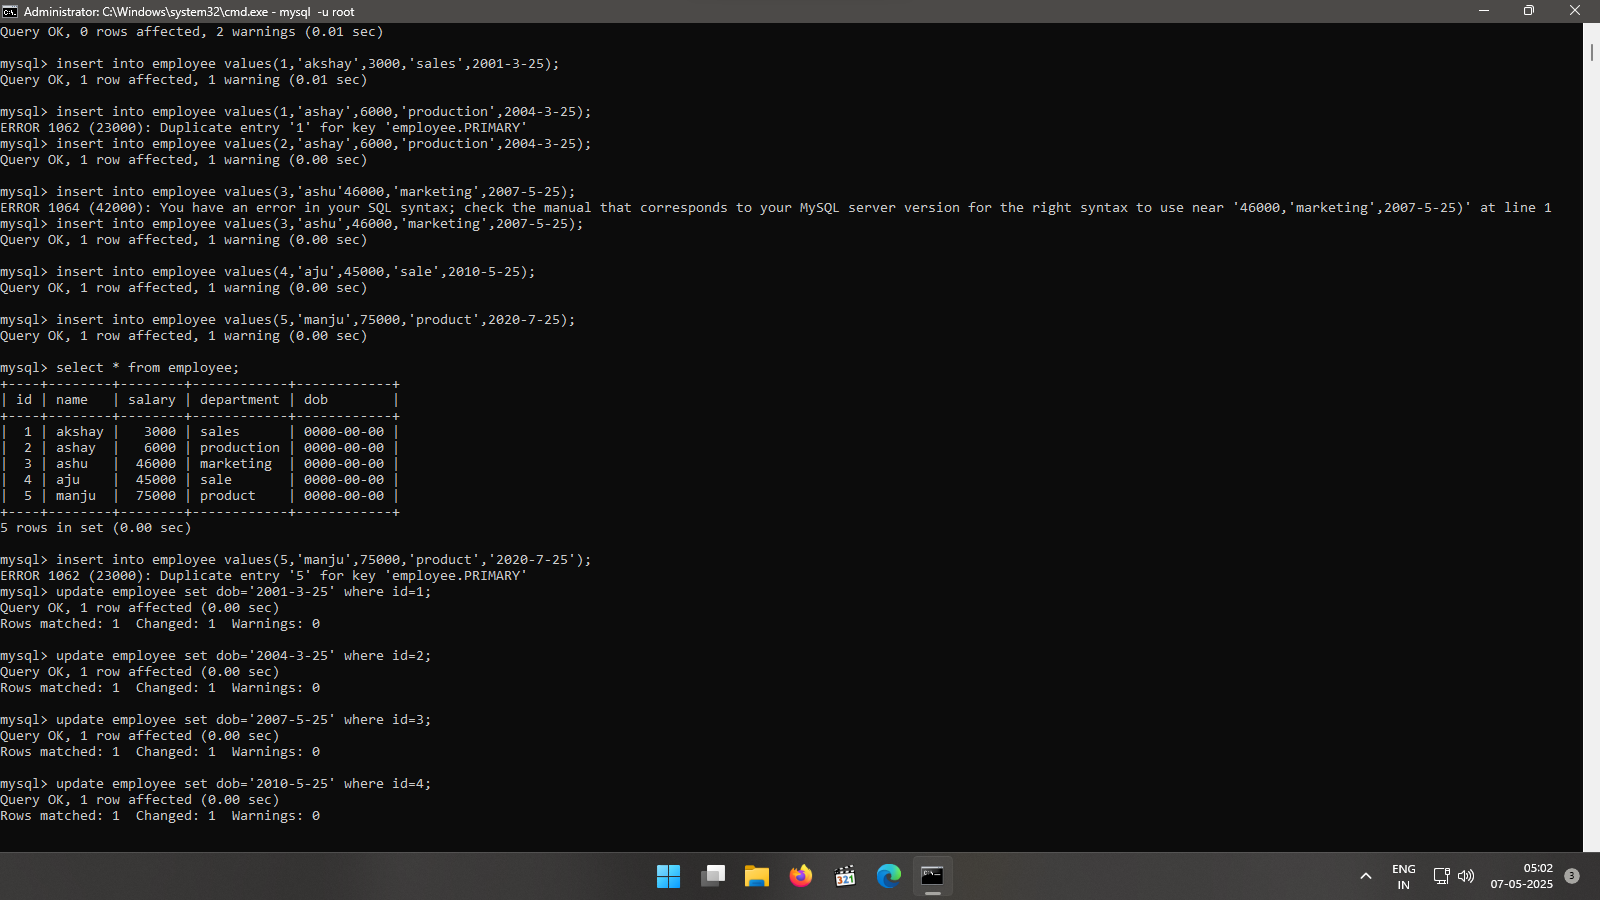 Administrator: C:\Windows\system32\cmd.exe - mysql  -u root
Query OK, 0 rows affected, 2 warnings (0.01 sec)
mysql> insert into employee values(1,'akshay',3000,'sales',2001-3-25);
Query OK, 1 row affected, 1 warning (0.01 sec)
mysql> insert into employee values(1,'ashay',6000,'production',2004-3-25);
ERROR 1062 (23000): Duplicate entry '1' for key 'employee.PRIMARY'
mysql> insert into employee values(2,'ashay',6000,'production',2004-3-25);
Query OK, 1 row affected, 1 warning (0.00 sec)
mysql> insert into employee values(3,'ashu'46000,'marketing',2007-5-25);
ERROR 1064 (42000): You have an error in your SQL syntax; check the manual that corresponds to your MySQL server version for the right syntax to use near '46000,'marketing',2007-5-25)' at line 1
mysql> insert into employee values(3,'ashu',46000,'marketing',2007-5-25);
Query OK, 1 row affected, 1 warning (0.00 sec)
mysql> insert into employee values(4,'aju',45000,'sale',2010-5-25);
Query OK, 1 row affected, 1 warning (0.00 sec)
mysql> insert into employee values(5,'manju',75000,'product',2020-7-25);
Query OK, 1 row affected, 1 warning (0.00 sec)
mysql> select * from employee;
+----+--------+--------+------------+------------+
| id | name   | salary | department | dob        |
+----+--------+--------+------------+------------+
|  1 | akshay |   3000 | sales      | 0000-00-00 |
|  2 | ashay  |   6000 | production | 0000-00-00 |
|  3 | ashu   |  46000 | marketing  | 0000-00-00 |
|  4 | aju    |  45000 | sale       | 0000-00-00 |
|  5 | manju  |  75000 | product    | 0000-00-00 |
+----+--------+--------+------------+------------+
5 rows in set (0.00 sec)
mysql> insert into employee values(5,'manju',75000,'product','2020-7-25');
ERROR 1062 (23000): Duplicate entry '5' for key 'employee.PRIMARY'
mysql> update employee set dob='2001-3-25' where id=1;
Query OK, 1 row affected (0.00 sec)
Rows matched: 1  Changed: 1  Warnings: 0
mysql> update employee set dob='2004-3-25' where id=2;
Query OK, 1 row affected (0.00 sec)
Rows matched: 1  Changed: 1  Warnings: 0
mysql> update employee set dob='2007-5-25' where id=3;
Query OK, 1 row affected (0.00 sec)
Rows matched: 1  Changed: 1  Warnings: 0
mysql> update employee set dob='2010-5-25' where id=4;
Query OK, 1 row affected (0.00 sec)
Rows matched: 1  Changed: 1  Warnings: 0
321
ENG
IN
05:02
07-05-2025
3